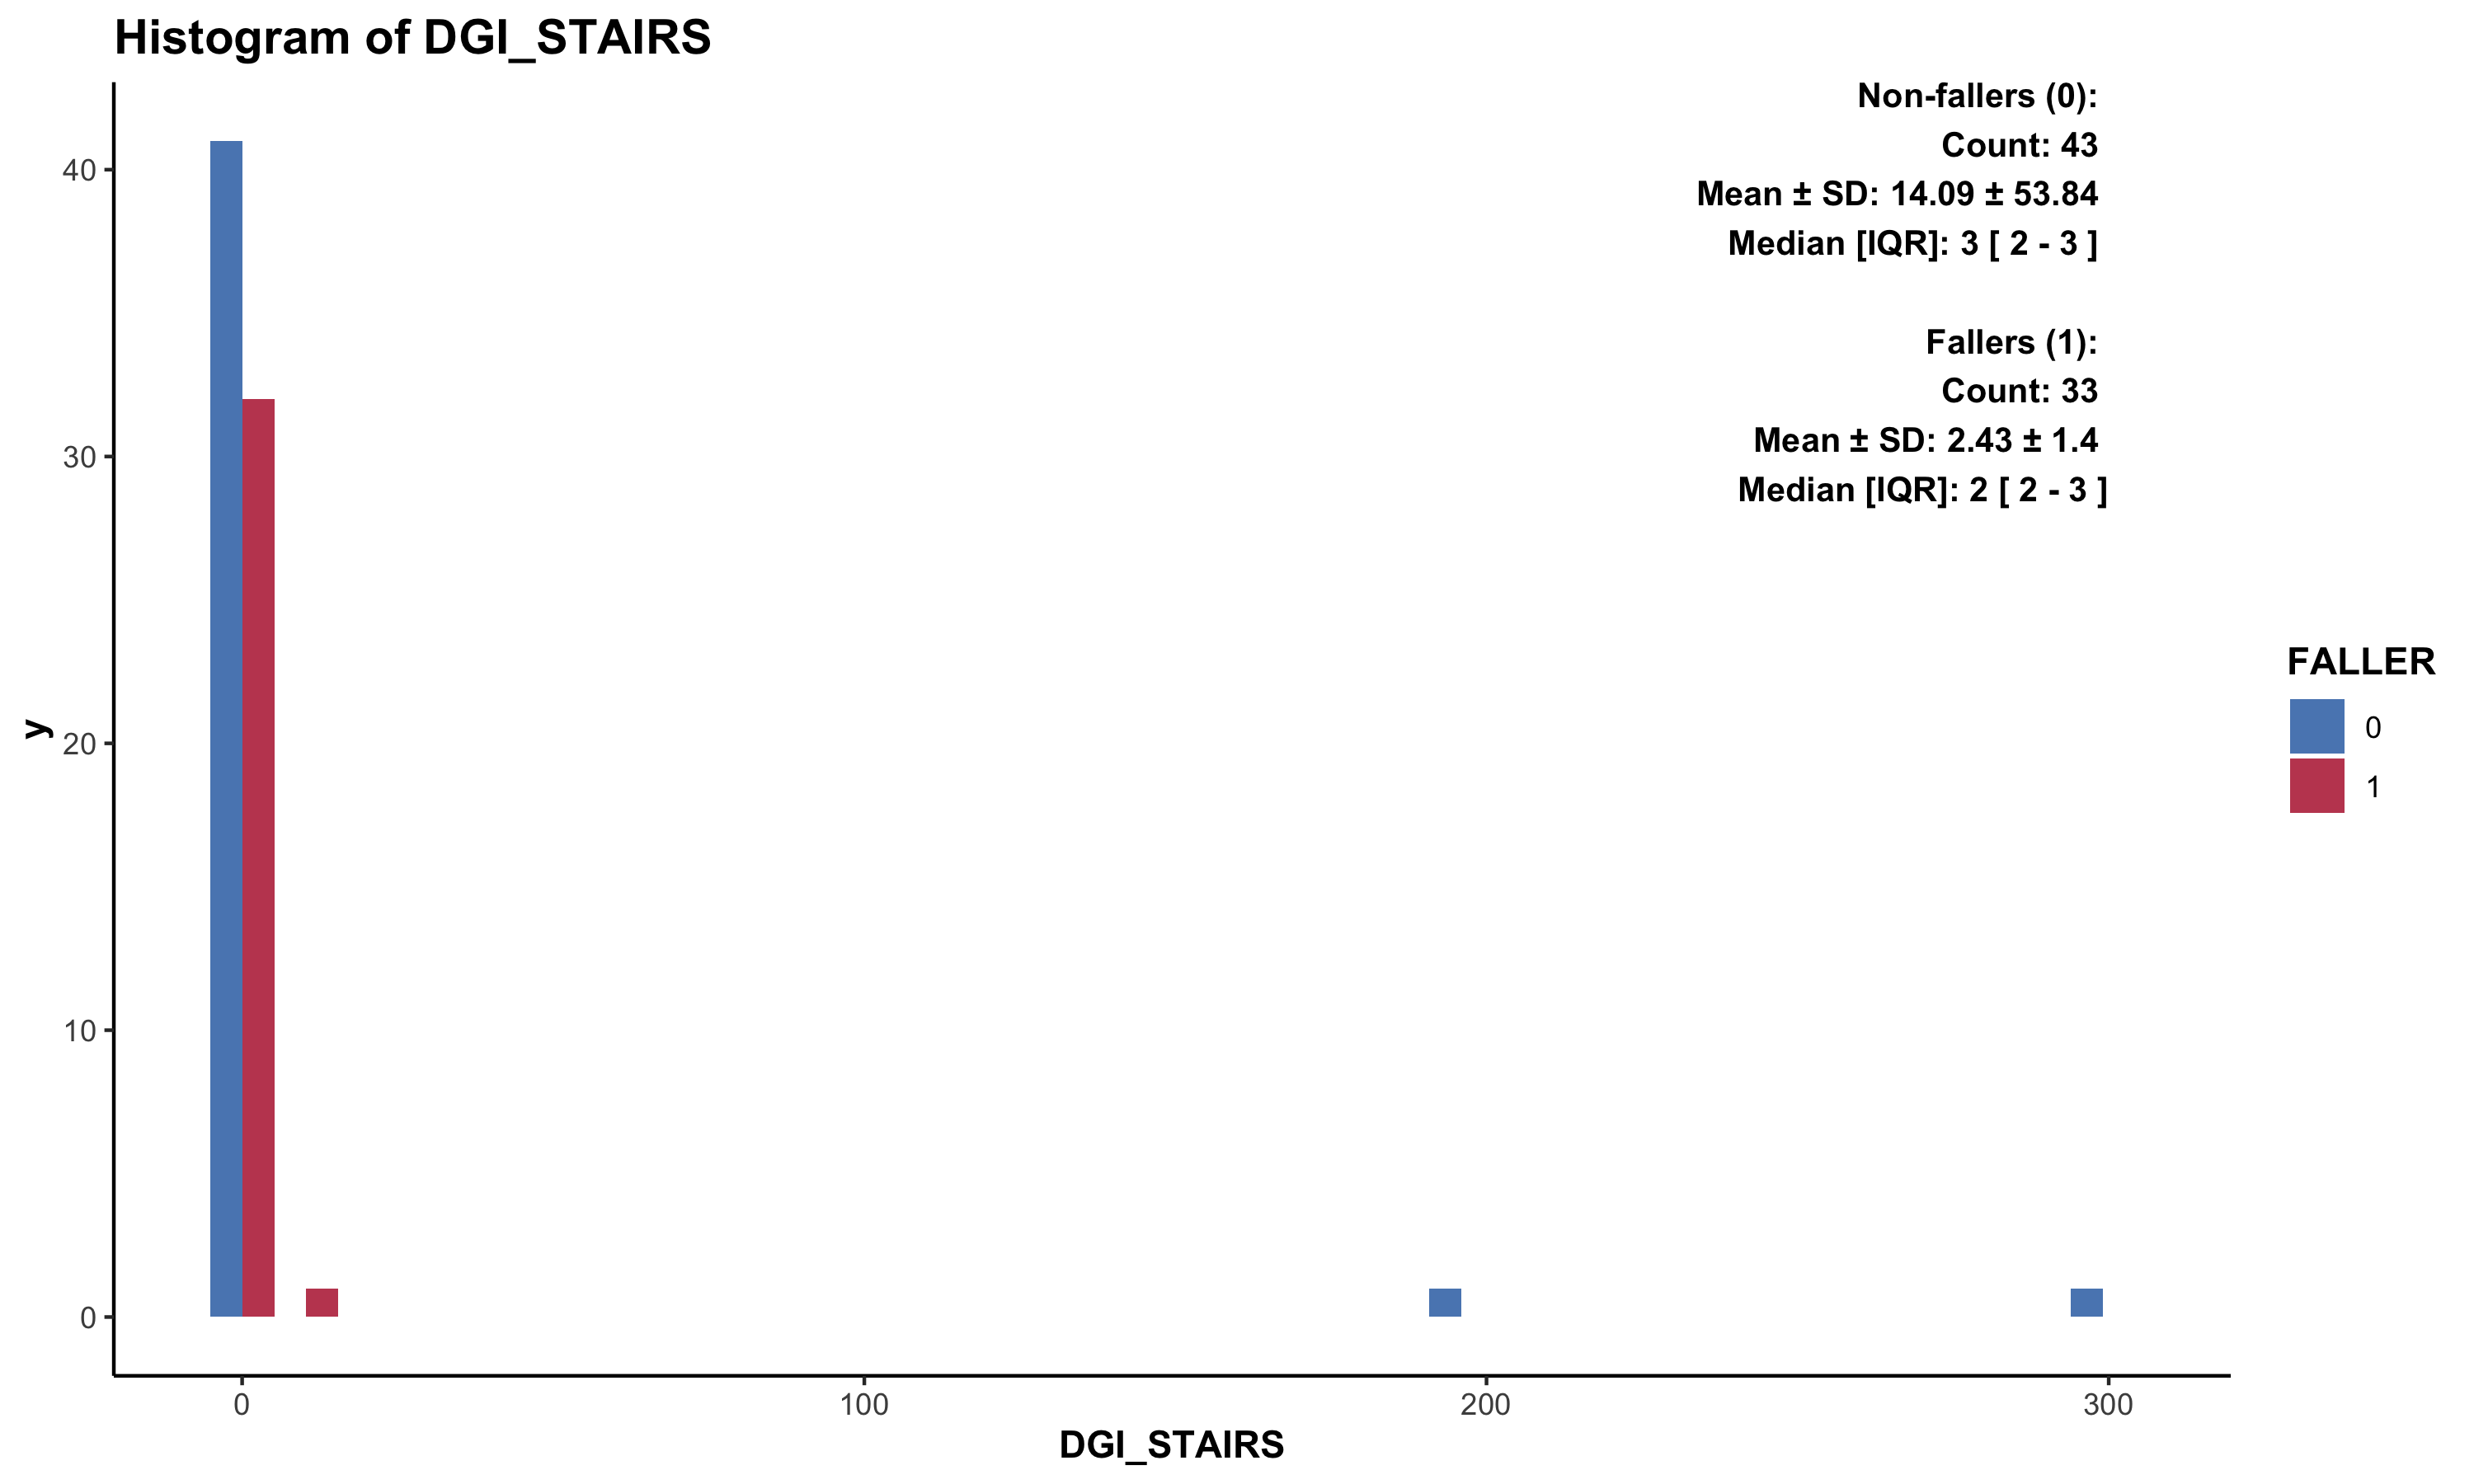 Histogram of DGI_STAIRS
Non-fallers (0):
Count: 43
Mean ± SD: 14.09 ± 53.84
Median [IQR]: 3 [ 2 - 3 ]
Fallers (1):
Count: 33
Mean ± SD: 2.43 ± 1.4
Median [IQR]: 2 [ 2 - 3 ]
40
30
20
10
0
y
FALLER
0
1
0 100 200 300
DGI_STAIRS